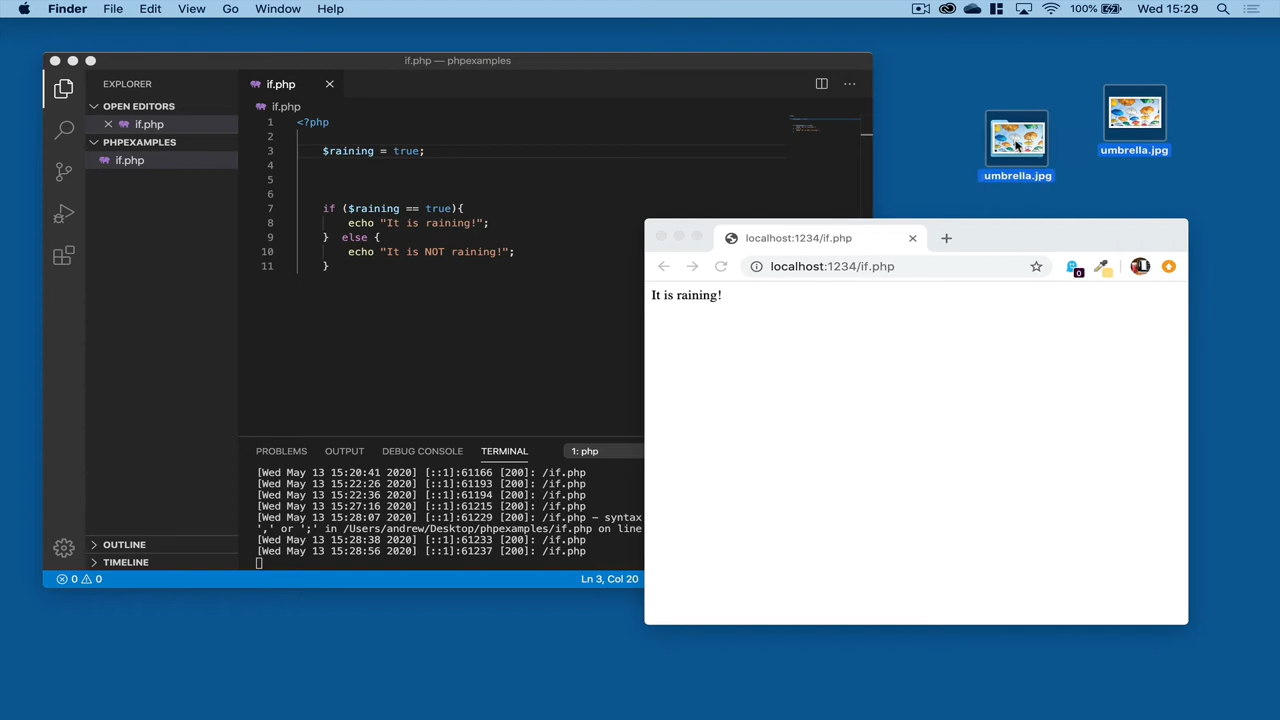 Finder File Edit View Go Window Help 100% Wed 15:29
if.php — phpexamples
EXPLORER
OPEN EDITORS
if.php
PHPEXAMPLES
if.php
OUTLINE
TIMELINE
if.php
if.php
1 <?php
2
3 $raining = true;
4
5
6
7 if ($raining == true){
8 echo "It is raining!";
9 } else {
10 echo "It is NOT raining!";
11 }
PROBLEMS OUTPUT DEBUG CONSOLE TERMINAL 1: php
[Wed May 13 15:20:41 2020] [::1]:61166 [200]: /if.php
[Wed May 13 15:22:26 2020] [::1]:61193 [200]: /if.php
[Wed May 13 15:22:36 2020] [::1]:61194 [200]: /if.php
[Wed May 13 15:27:16 2020] [::1]:61215 [200]: /if.php
[Wed May 13 15:28:07 2020] [::1]:61229 [200]: /if.php - syntax
',' or ';' in /Users/andrew/Desktop/phpexamples/if.php on line
[Wed May 13 15:28:38 2020] [::1]:61233 [200]: /if.php
[Wed May 13 15:28:56 2020] [::1]:61237 [200]: /if.php
0 0 Ln 3, Col 20
umbrella.jpg
umbrella.jpg
localhost:1234/if.php
localhost:1234/if.php
0
It is raining!